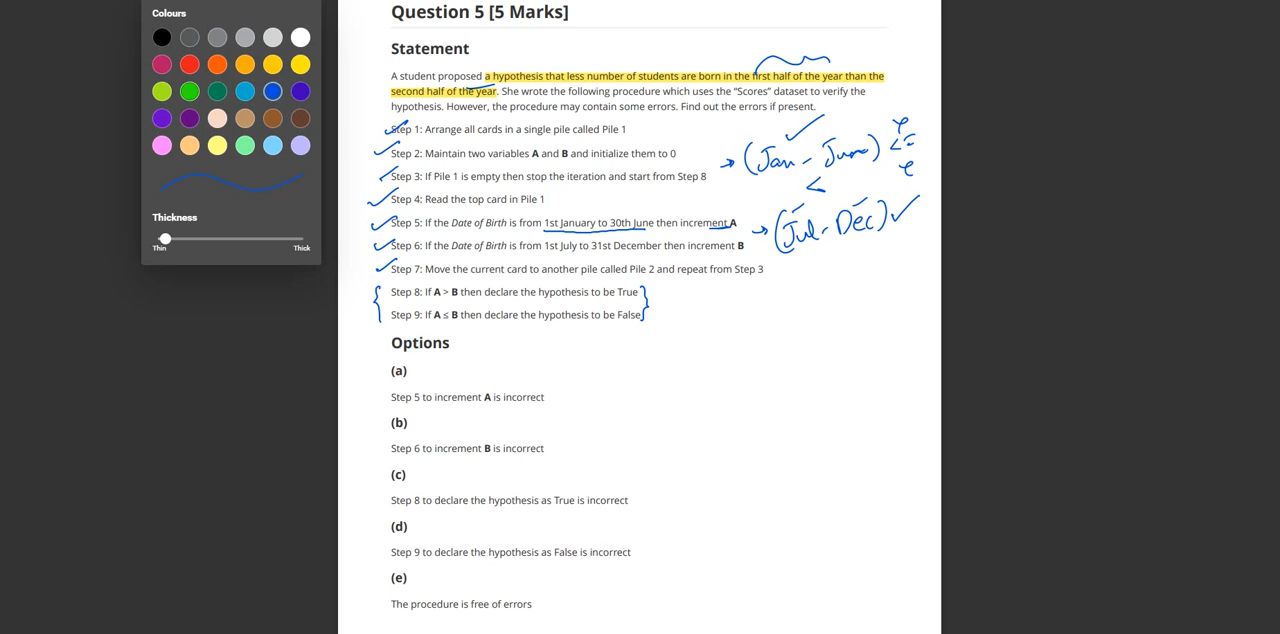 Colours
Thickness
Thin
Thick
Question 5 [5 Marks]
Statement
A student proposed a hypothesis that less number of students are born in the first half of the year than the
second half of the year. She wrote the following procedure which uses the “Scores” dataset to verify the
hypothesis. However, the procedure may contain some errors. Find out the errors if present.
Step 1: Arrange all cards in a single pile called Pile 1
Step 2: Maintain two variables A and B and initialize them to 0
Step 3: If Pile 1 is empty then stop the iteration and start from Step 8
Step 4: Read the top card in Pile 1
Step 5: If the Date of Birth is from 1st January to 30th June then increment A
Step 6: If the Date of Birth is from 1st July to 31st December then increment B
Step 7: Move the current card to another pile called Pile 2 and repeat from Step 3
Step 8: If A > B then declare the hypothesis to be True
Step 9: If A ≤ B then declare the hypothesis to be False
→ (Jan - June)
<
→ (Jul - Dec)
Options
(a)
Step 5 to increment A is incorrect
(b)
Step 6 to increment B is incorrect
(c)
Step 8 to declare the hypothesis as True is incorrect
(d)
Step 9 to declare the hypothesis as False is incorrect
(e)
The procedure is free of errors